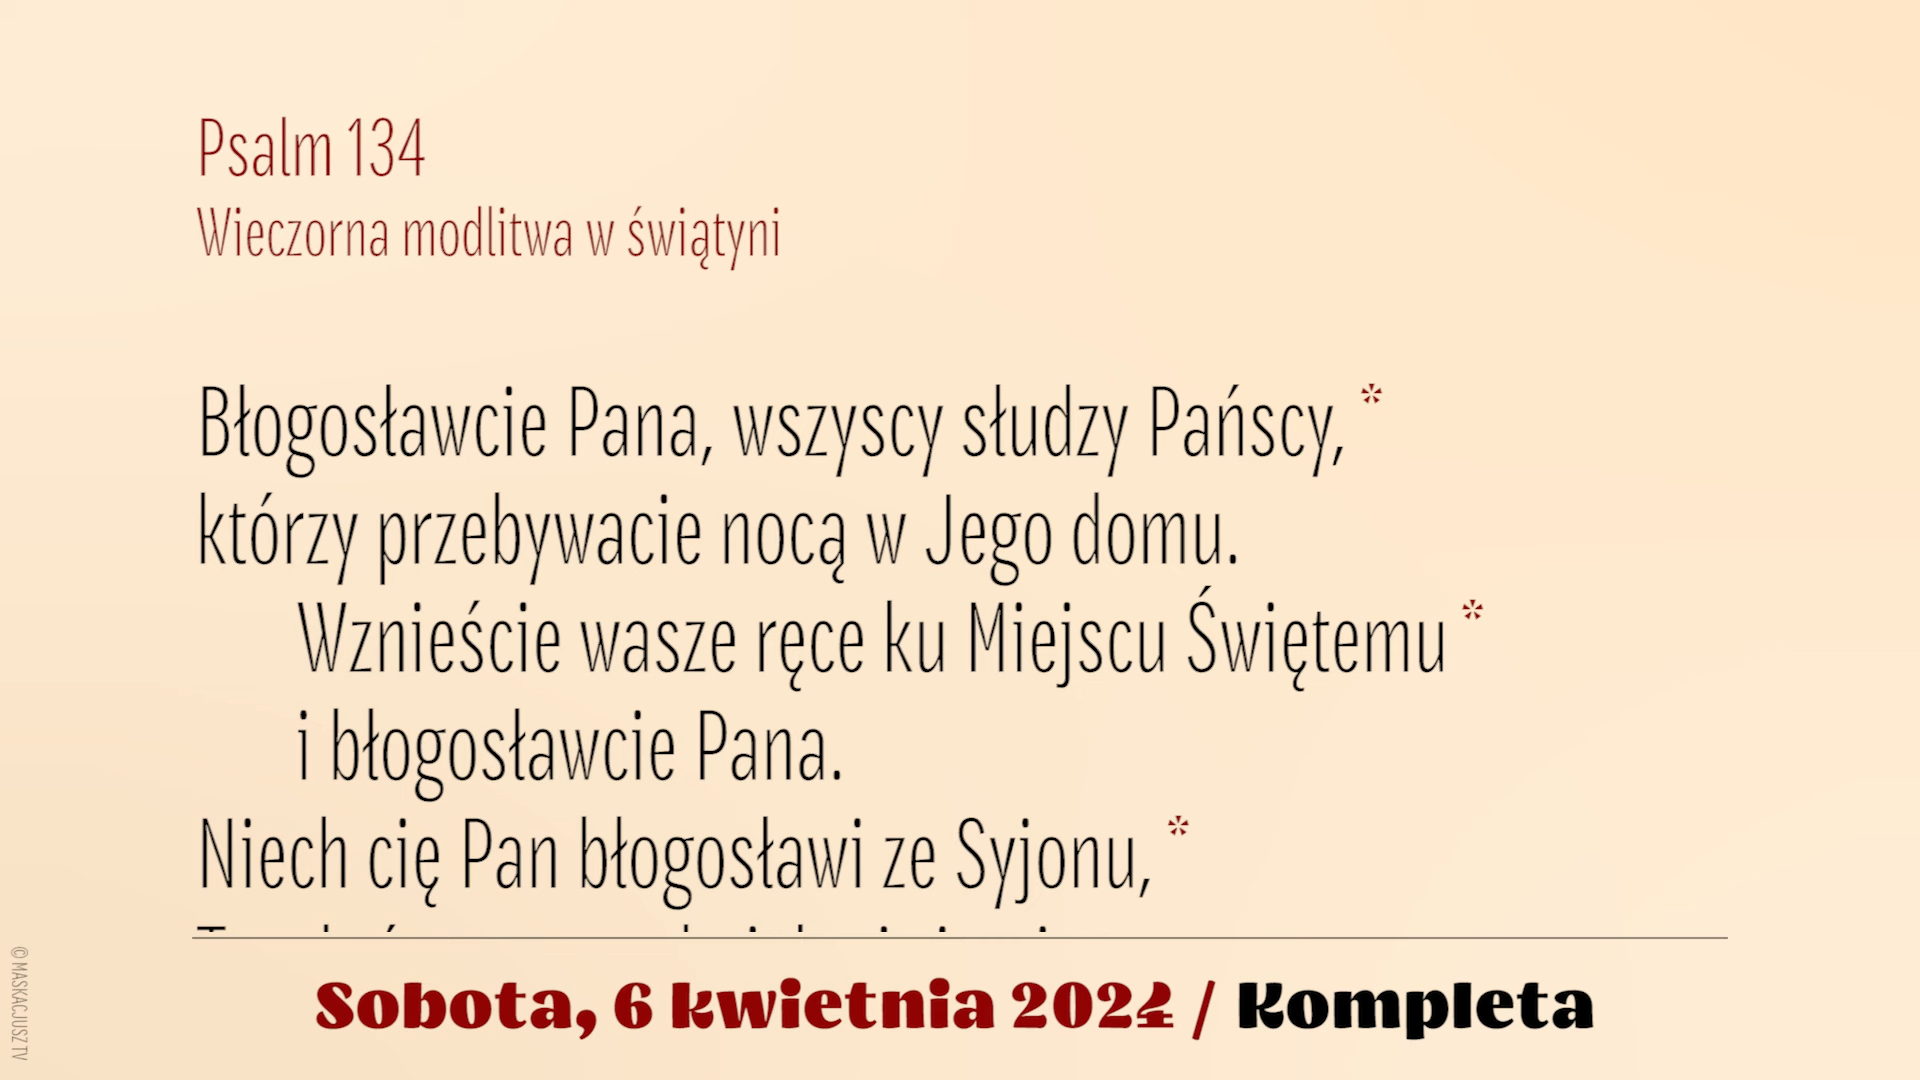 Psalm 134
Wieczorna modlitwa w świątyni
Błogosławcie Pana, wszyscy słudzy Pańscy, *
którzy przebywacie nocą w Jego domu.
Wznieście wasze ręce ku Miejscu Świętemu *
i błogosławcie Pana.
Niech cię Pan błogosławi ze Syjonu, *
Sobota, 6 kwietnia 2024 / Kompleta
© MASKACJUSZ TV